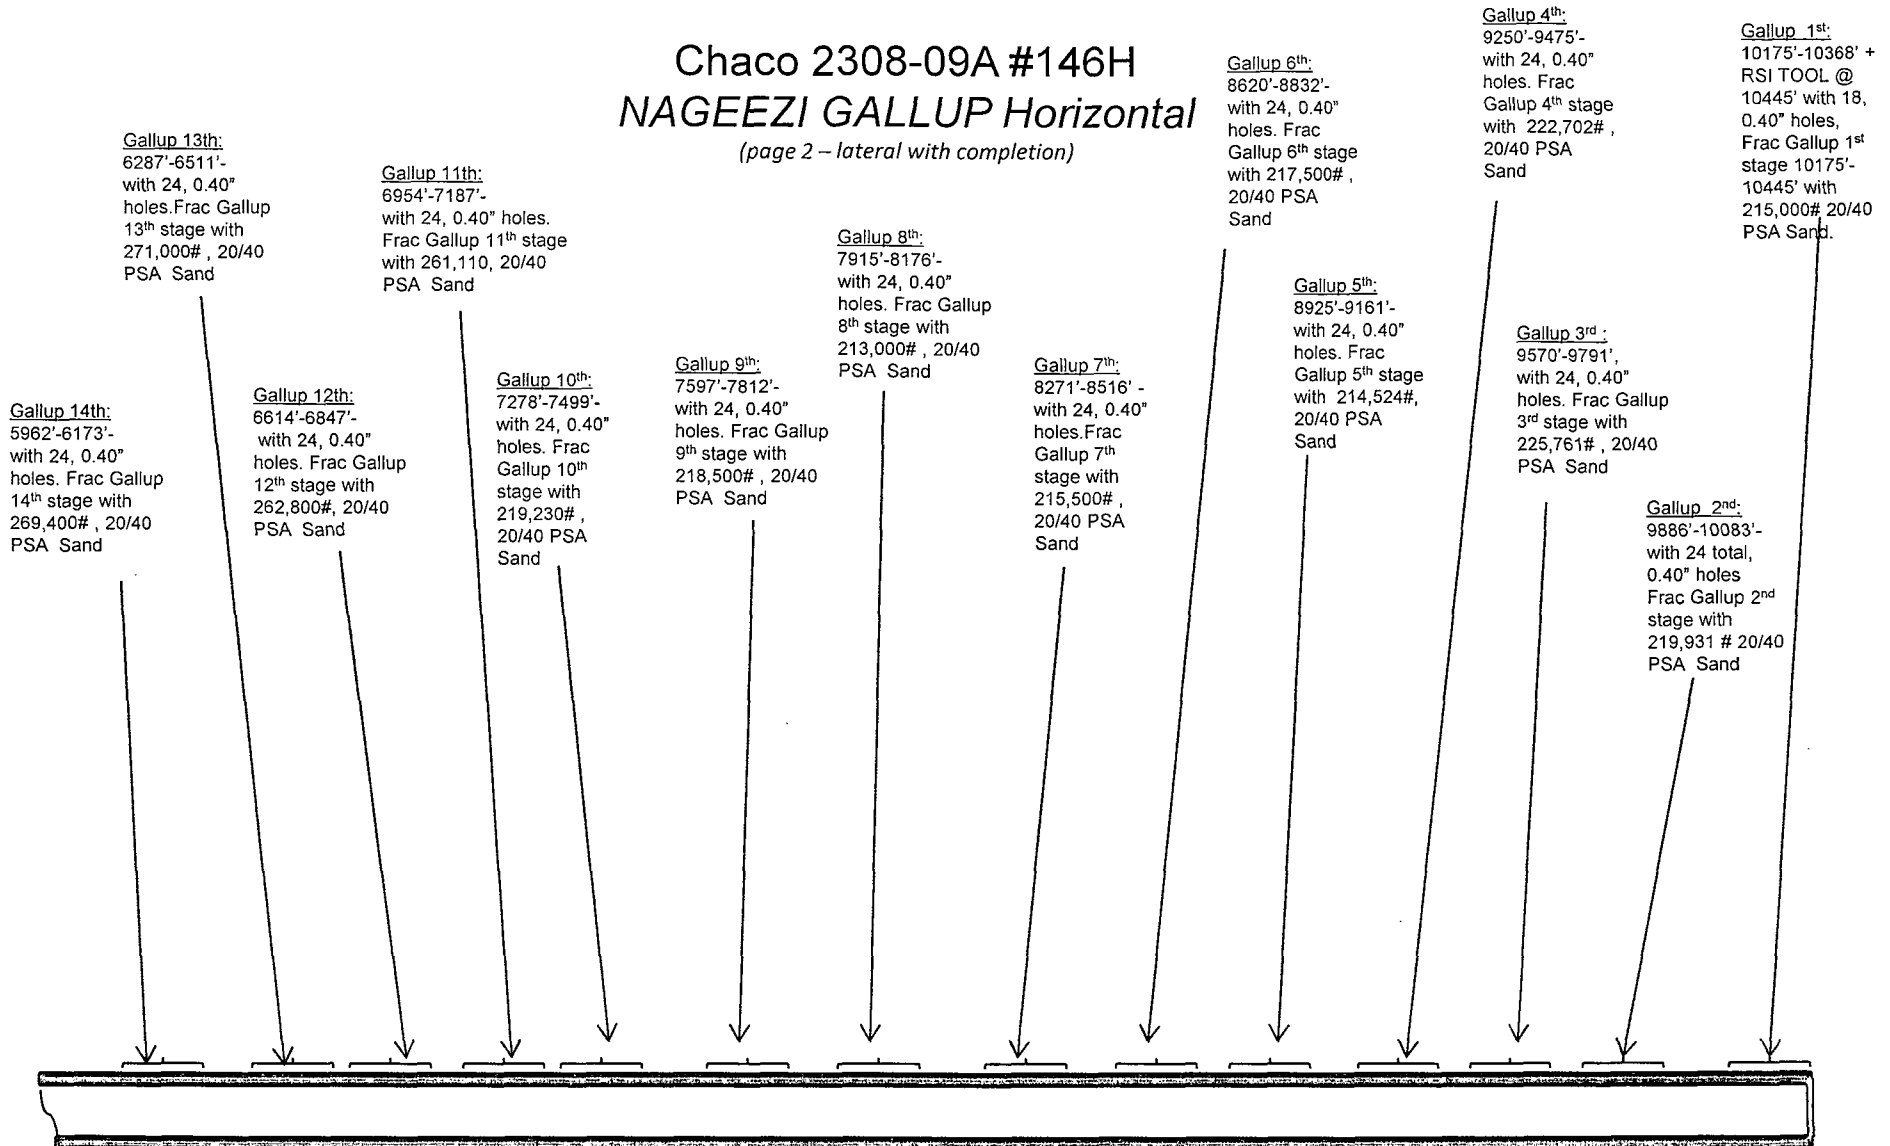 Chaco 2308-09A #146H
NAGEEZI GALLUP Horizontal
(page 2 – lateral with completion)
Gallup 14th:
5962'-6173'-
with 24, 0.40"
holes. Frac Gallup
14th stage with
269,400# , 20/40
PSA Sand
Gallup 13th:
6287'-6511'-
with 24, 0.40"
holes.Frac Gallup
13th stage with
271,000# , 20/40
PSA Sand
Gallup 12th:
6614'-6847'-
with 24, 0.40"
holes. Frac Gallup
12th stage with
262,800#, 20/40
PSA Sand
Gallup 11th:
6954'-7187'-
with 24, 0.40" holes.
Frac Gallup 11th stage
with 261,110, 20/40
PSA Sand
Gallup 10th:
7278'-7499'-
with 24, 0.40"
holes. Frac
Gallup 10th
stage with
219,230# ,
20/40 PSA
Sand
Gallup 9th:
7597'-7812'-
with 24, 0.40"
holes. Frac Gallup
9th stage with
218,500# , 20/40
PSA Sand
Gallup 8th:
7915'-8176'-
with 24, 0.40"
holes. Frac Gallup
8th stage with
213,000# , 20/40
PSA Sand
Gallup 7th:
8271'-8516' -
with 24, 0.40"
holes.Frac
Gallup 7th
stage with
215,500# ,
20/40 PSA
Sand
Gallup 6th:
8620'-8832'-
with 24, 0.40"
holes. Frac
Gallup 6th stage
with 217,500# ,
20/40 PSA
Sand
Gallup 5th:
8925'-9161'-
with 24, 0.40"
holes. Frac
Gallup 5th stage
with 214,524#,
20/40 PSA
Sand
Gallup 4th:
9250'-9475'-
with 24, 0.40"
holes. Frac
Gallup 4th stage
with 222,702# ,
20/40 PSA
Sand
Gallup 3rd :
9570'-9791',
with 24, 0.40"
holes. Frac Gallup
3rd stage with
225,761# , 20/40
PSA Sand
Gallup 2nd:
9886'-10083'-
with 24 total,
0.40" holes
Frac Gallup 2nd
stage with
219,931 # 20/40
PSA Sand
Gallup 1st:
10175'-10368' +
RSI TOOL @
10445' with 18,
0.40" holes,
Frac Gallup 1st
stage 10175'-
10445' with
215,000# 20/40
PSA Sand.